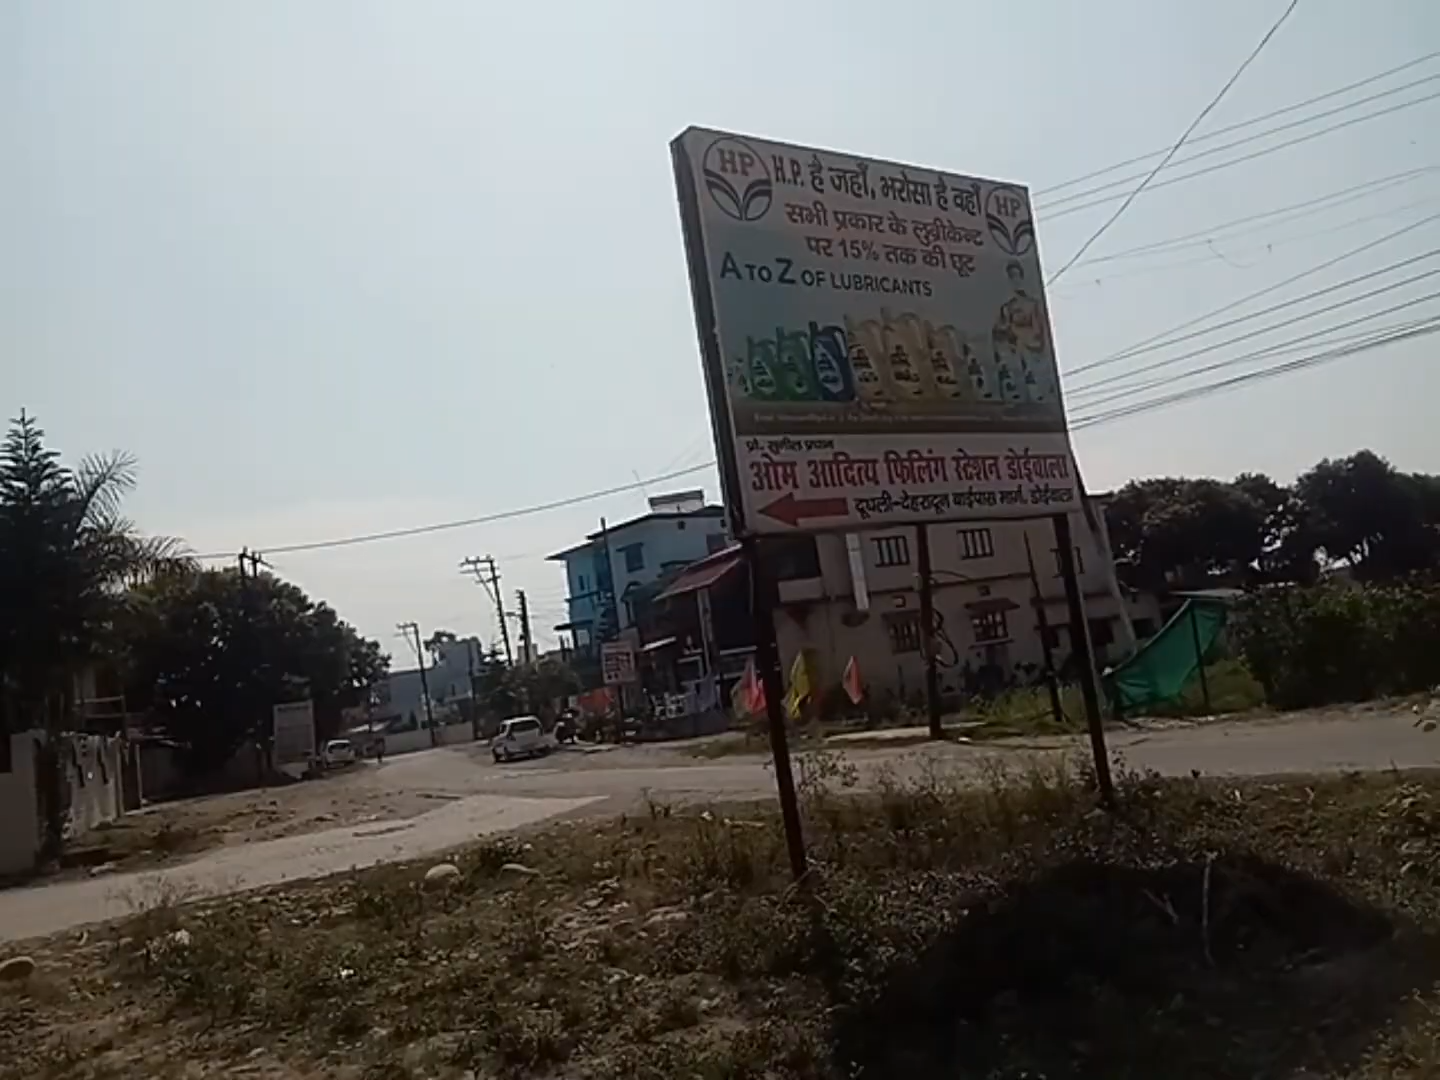 HP
H.P. है जहाँ, भरोसा है वहाँ
HP
सभी प्रकार के लुब्रीकेन्ट
पर 15% तक की छूट
A TO Z OF LUBRICANTS
प्रो. सुनील प्रधान
ओम आदित्य फिलिंग स्टेशन डोईवाला
दूधली-देहरादून बाईपास मार्ग, डोईवाला